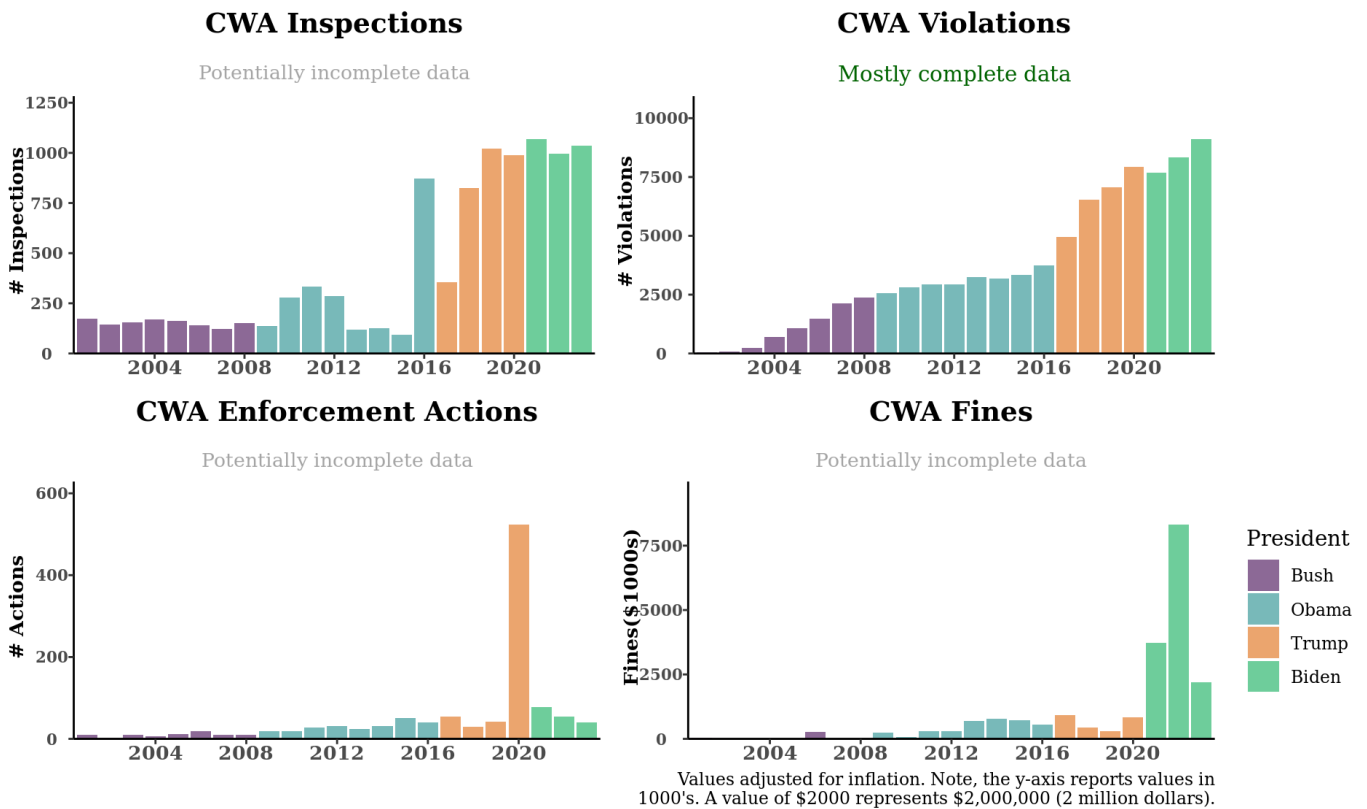 CWA Inspections
Potentially incomplete data
# Inspections
1250
1000
750
500
250
0
2004 2008 2012 2016 2020
CWA Violations
Mostly complete data
# Violations
10000
7500
5000
2500
0
2004 2008 2012 2016 2020
CWA Enforcement Actions
Potentially incomplete data
# Actions
600
400
200
0
2004 2008 2012 2016 2020
CWA Fines
Potentially incomplete data
Fines($1000s)
7500
5000
2500
0
2004 2008 2012 2016 2020
President
Bush
Obama
Trump
Biden
Values adjusted for inflation. Note, the y-axis reports values in
1000's. A value of $2000 represents $2,000,000 (2 million dollars).